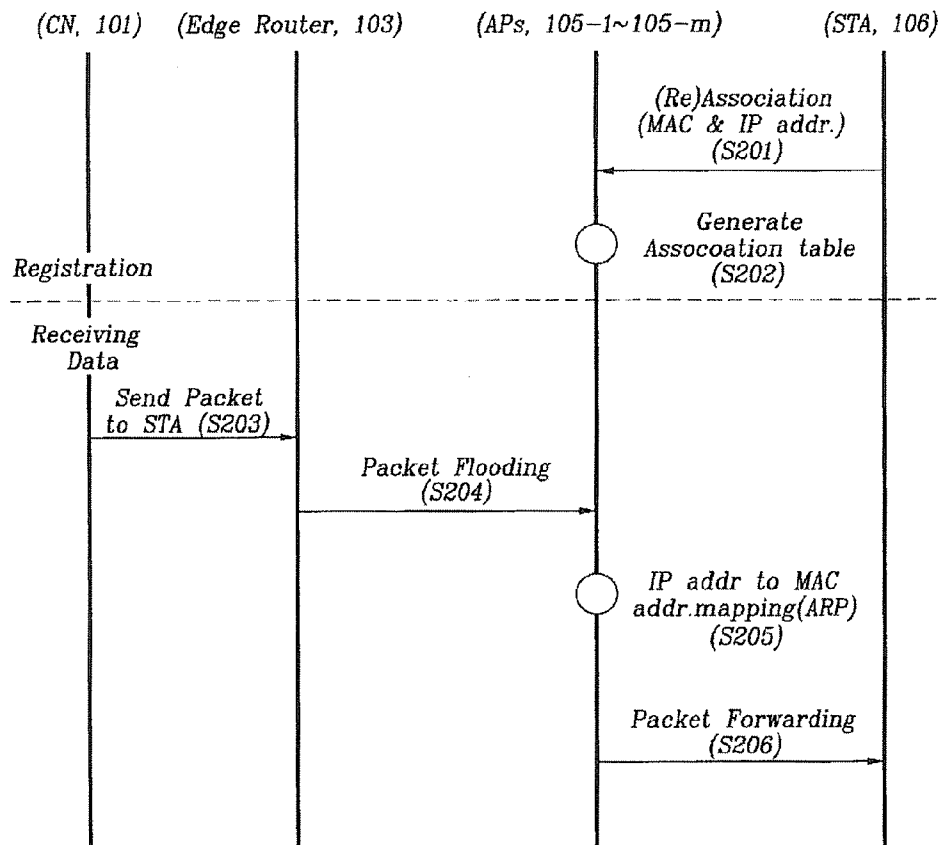 (CN, 101)
(Edge Router, 103)
(APs, 105-1~105-m)
(STA, 106)
(Re)Association
(MAC & IP addr.)
(S201)
Generate
Assocoation table
(S202)
Registration
Receiving
Data
Send Packet
to STA (S203)
Packet Flooding
(S204)
IP addr to MAC
addr.mapping(ARP)
(S205)
Packet Forwarding
(S206)